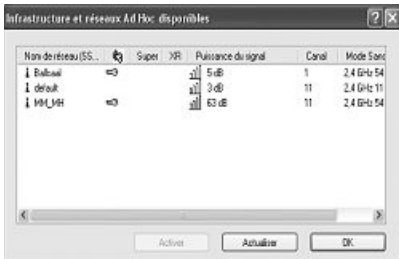 Infrastructure et réseaux Ad Hoc disponibles
Nom de réseau (SS... Super XR Puissance du signal Canal Mode Sans
Balbaal 5 dB 1 2,4 GHz 54
default 3 dB 11 2,4 GHz 11
MM_MH 63 dB 11 2,4 GHz 54
Activer Actualiser OK